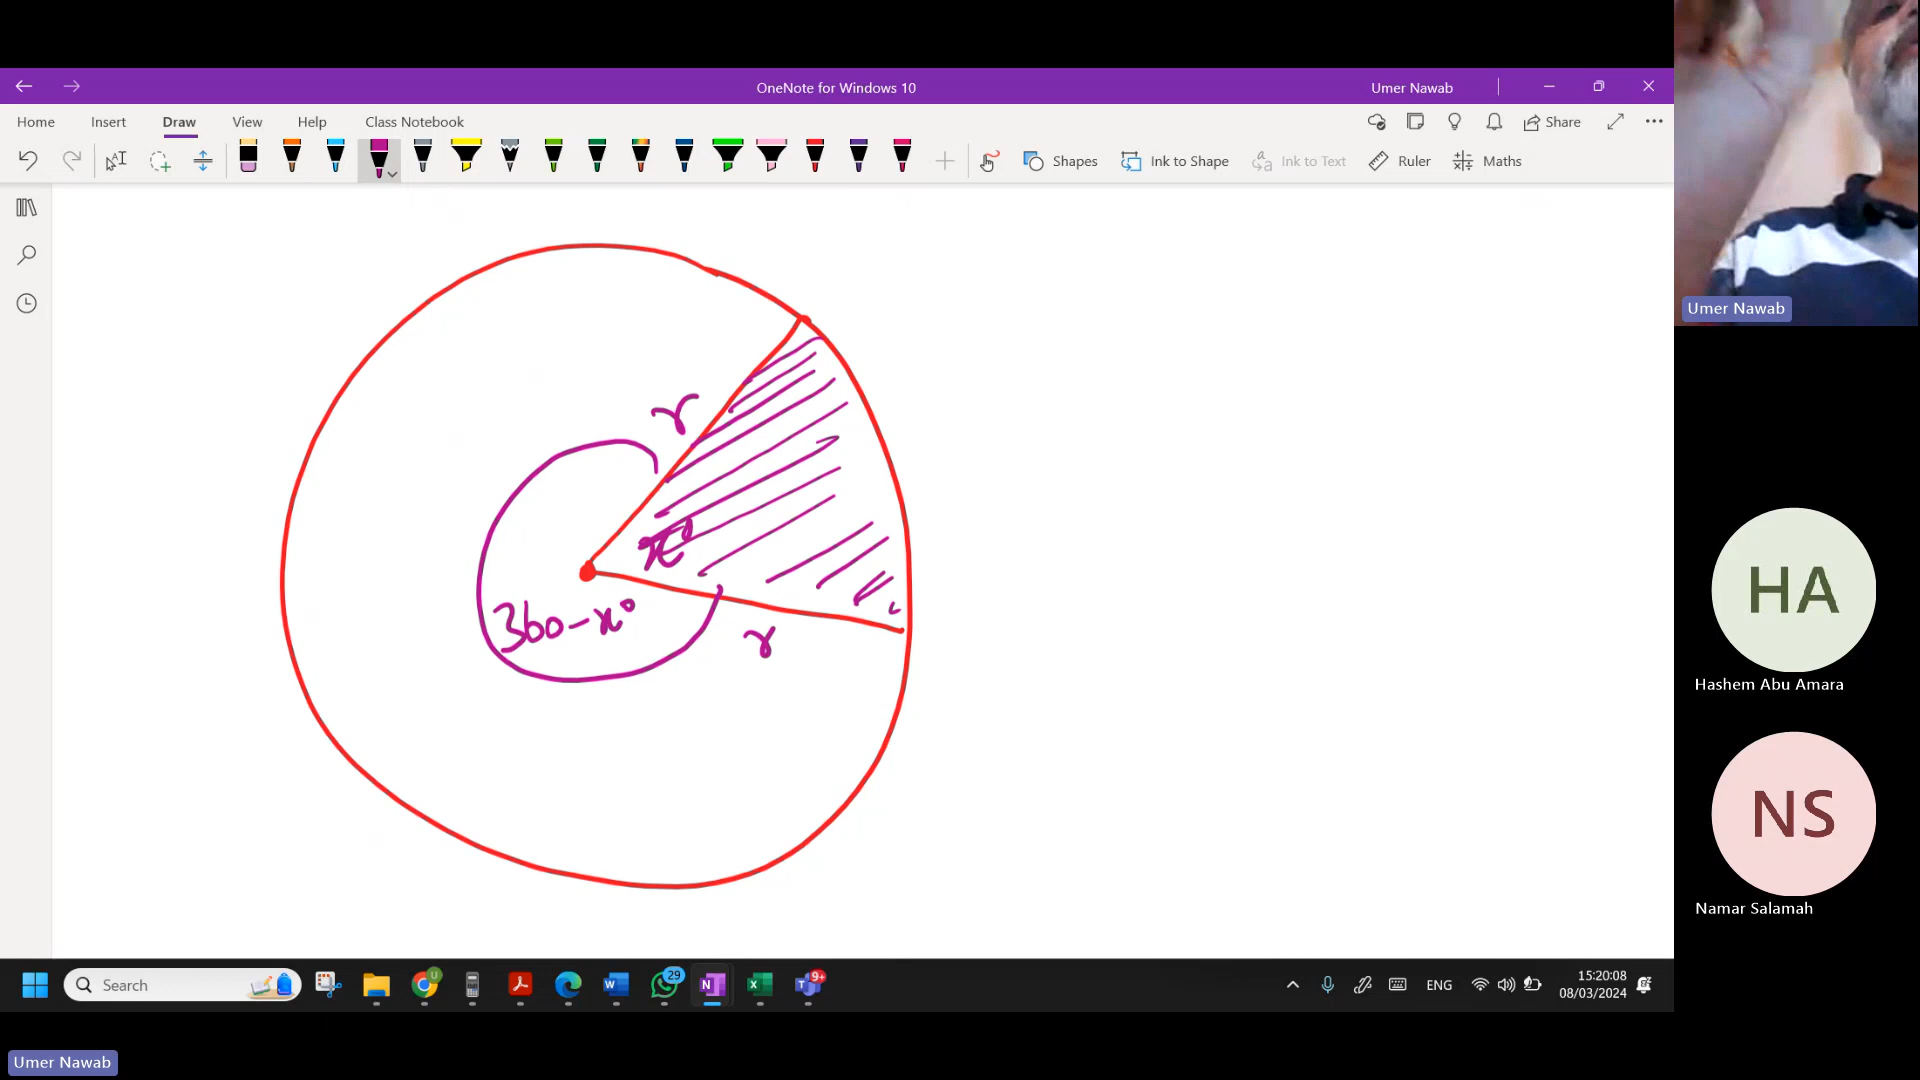 OneNote for Windows 10
Umer Nawab
Home
Insert
Draw
View
Help
Class Notebook
Share
Shapes
Ink to Shape
Ink to Text
Ruler
Maths
r
x°
360-x°
r
Umer Nawab
HA
Hashem Abu Amara
NS
Namar Salamah
Search
U
29
9+
ENG
15:20:08
08/03/2024
Umer Nawab